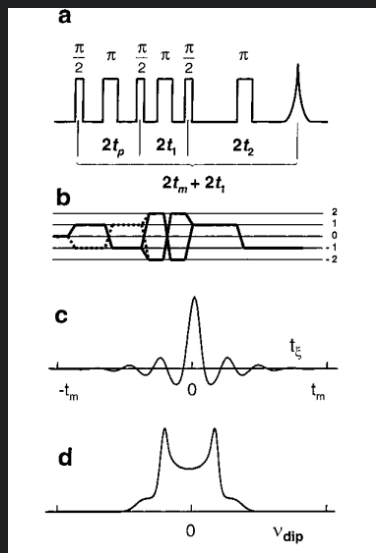 a
π/2 π π/2 π π/2 π
2tp 2t1 2t2
2tm + 2t1
b
2
1
0
-1
-2
c
tξ
-tm 0 tm
d
0 νdip